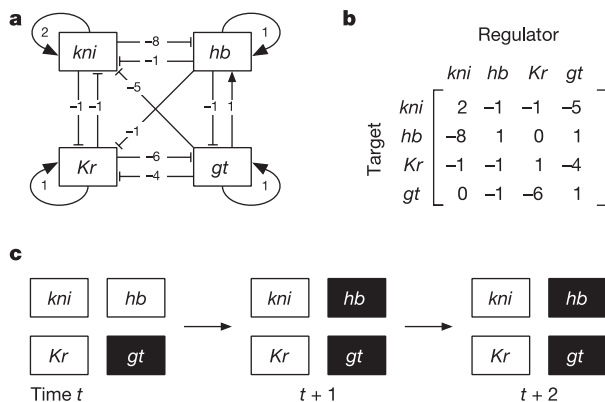 a
2
kni
-8
-1
hb
1
-5
-1
-1
-1
1
-1
Kr
-6
-4
gt
1
1
b
Regulator
kni hb Kr gt
Target
kni 2 -1 -1 -5
hb -8 1 0 1
Kr -1 -1 1 -4
gt 0 -1 -6 1
c
kni hb kni hb kni hb
Kr gt Kr gt Kr gt
Time t t + 1 t + 2